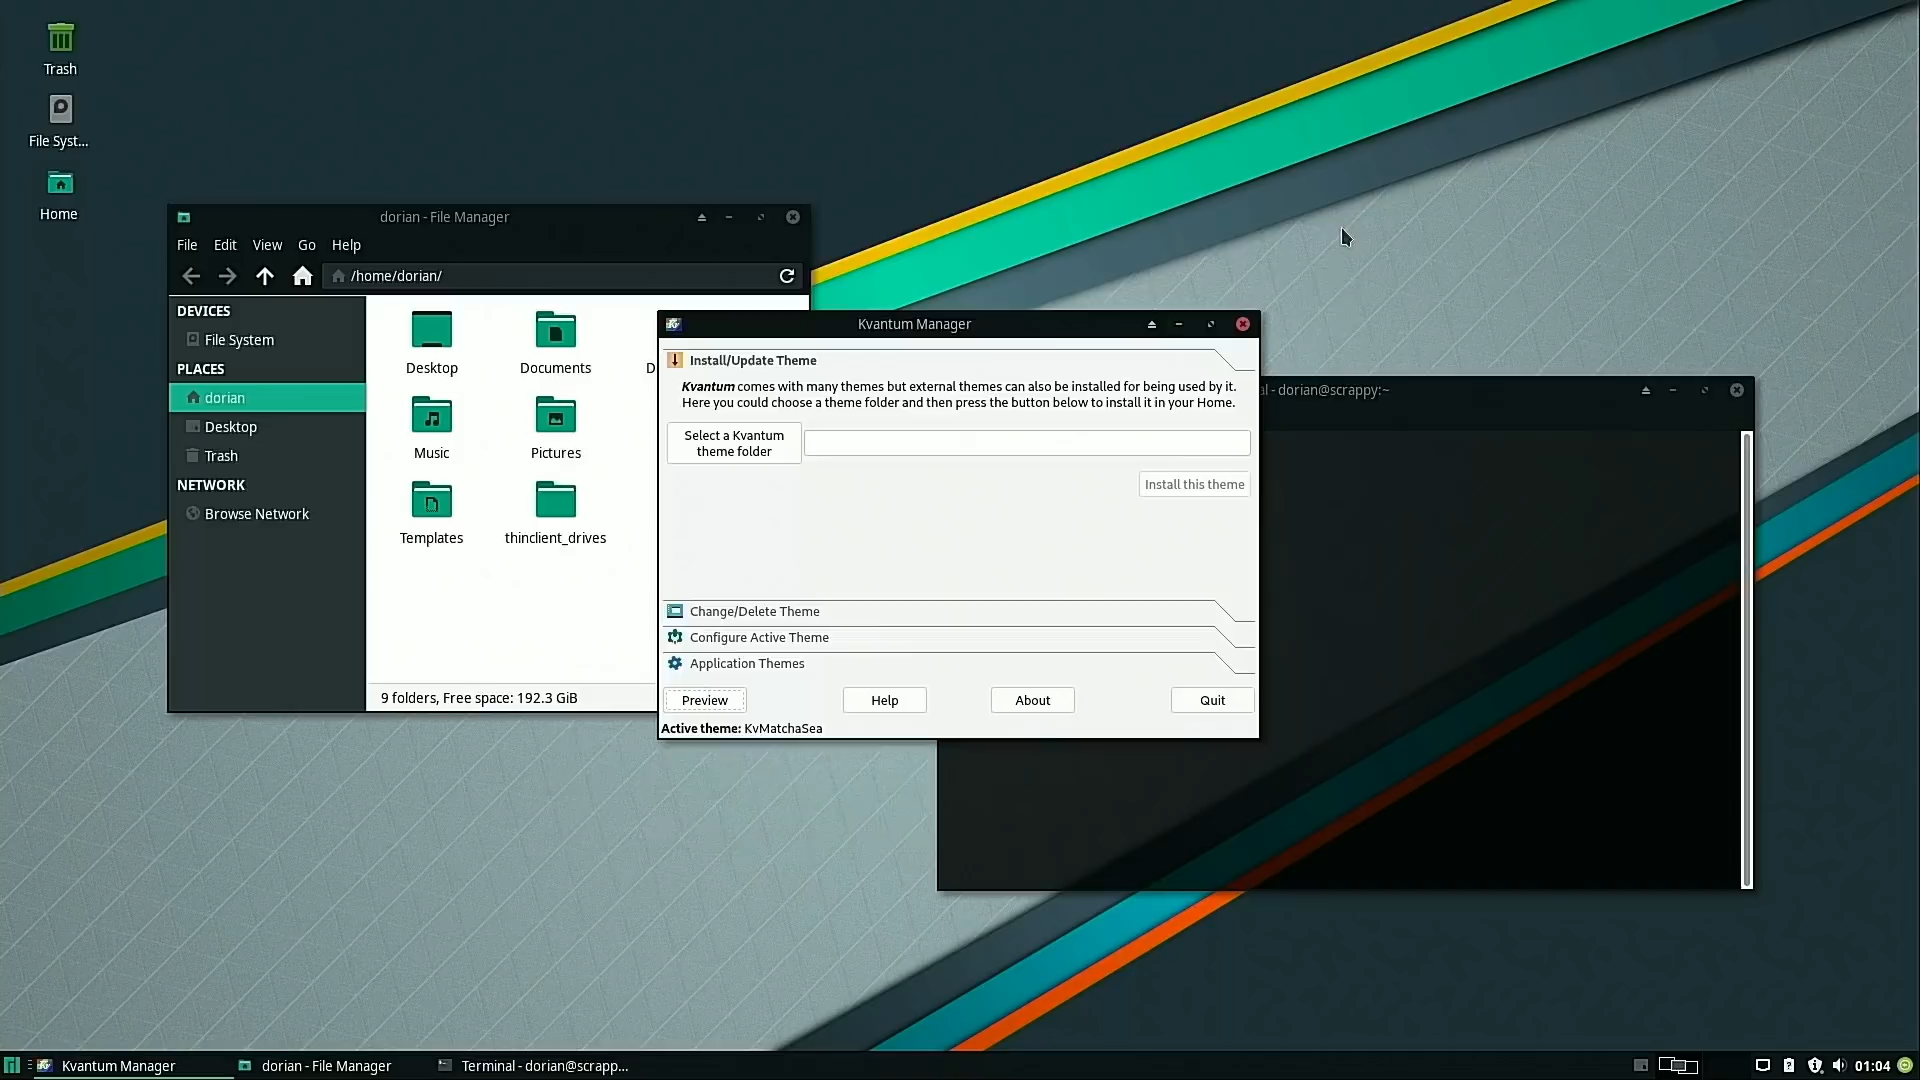 Trash
File Syst...
Home
dorian - File Manager
File Edit View Go Help
/home/dorian/
DEVICES
File System
PLACES
dorian
Desktop
Trash
NETWORK
Browse Network
Desktop
Documents
D
Music
Pictures
Templates
thinclient_drives
9 folders, Free space: 192.3 GiB
Kvantum Manager
Install/Update Theme
Kvantum comes with many themes but external themes can also be installed for being used by it.
Here you could choose a theme folder and then press the button below to install it in your Home.
Select a Kvantum
theme folder
Install this theme
Change/Delete Theme
Configure Active Theme
Application Themes
Preview Help About Quit
Active theme: KvMatchaSea
al - dorian@scrappy:~
Kvantum Manager
dorian - File Manager
Terminal - dorian@scrapp...
01:04